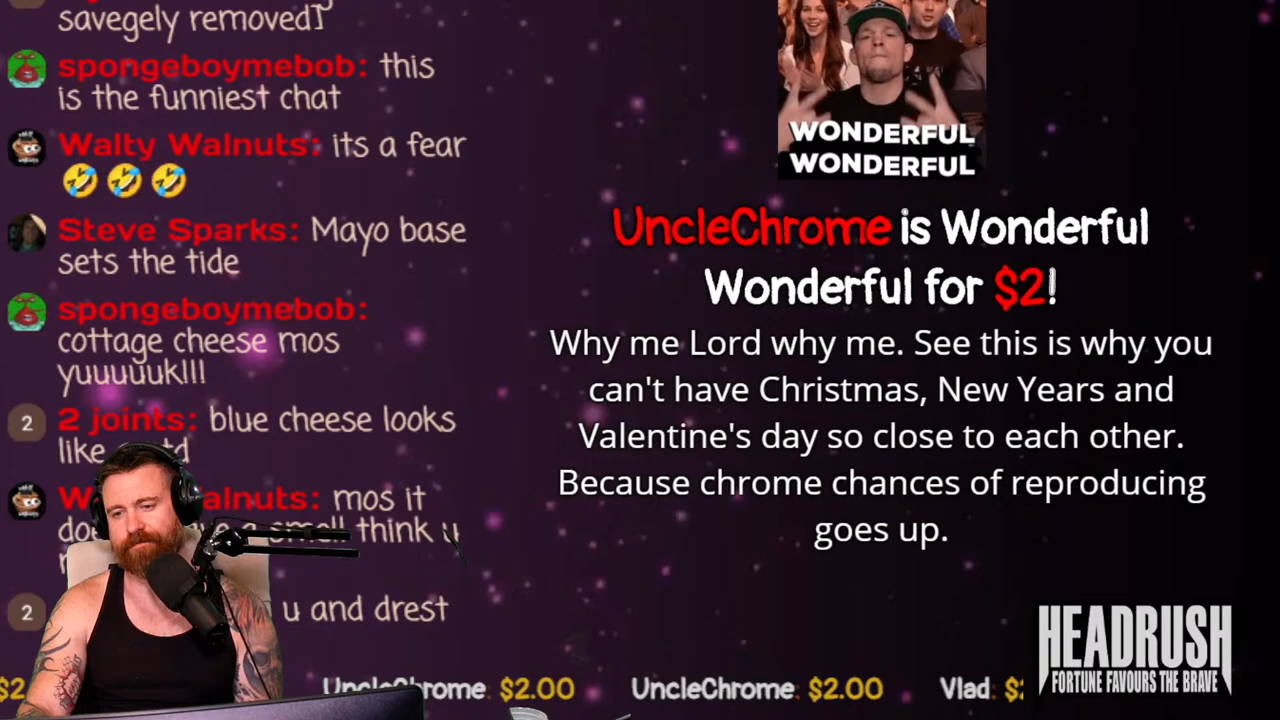 savegely removed]
spongeboymebob: this
is the funniest chat
Walty Walnuts: its a fear
🤣 🤣 🤣
Steve Sparks: Mayo base
sets the tide
spongeboymebob:
cottage cheese mos
yuuuuuk!!!
2 joints: blue cheese looks
like
alnuts: mos it
smell think u
2
u and drest
WONDERFUL
WONDERFUL
UncleChrome is Wonderful
Wonderful for $2!
Why me Lord why me. See this is why you
can't have Christmas, New Years and
Valentine's day so close to each other.
Because chrome chances of reproducing
goes up.
HEADRUSH
FORTUNE FAVOURS THE BRAVE
UncleChrome: $2.00 UncleChrome: $2.00 Vlad: